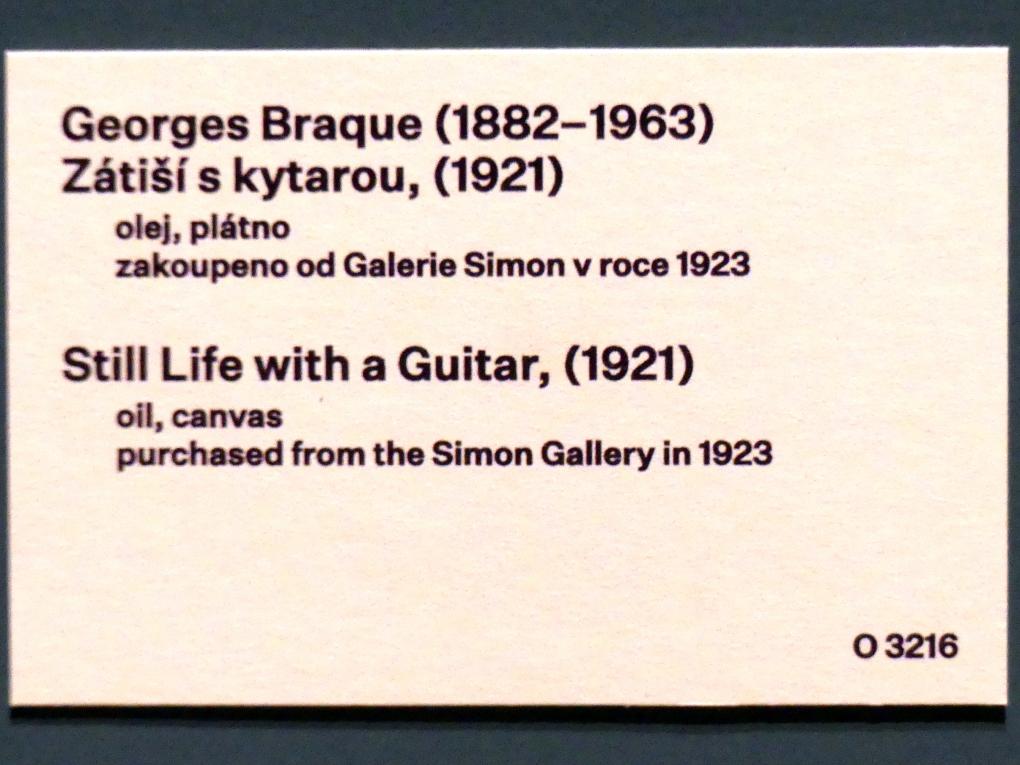 Georges Braque (1882–1963)
Zátiší s kytarou, (1921)
olej, plátno
zakoupeno od Galerie Simon v roce 1923
Still Life with a Guitar, (1921)
oil, canvas
purchased from the Simon Gallery in 1923
O 3216